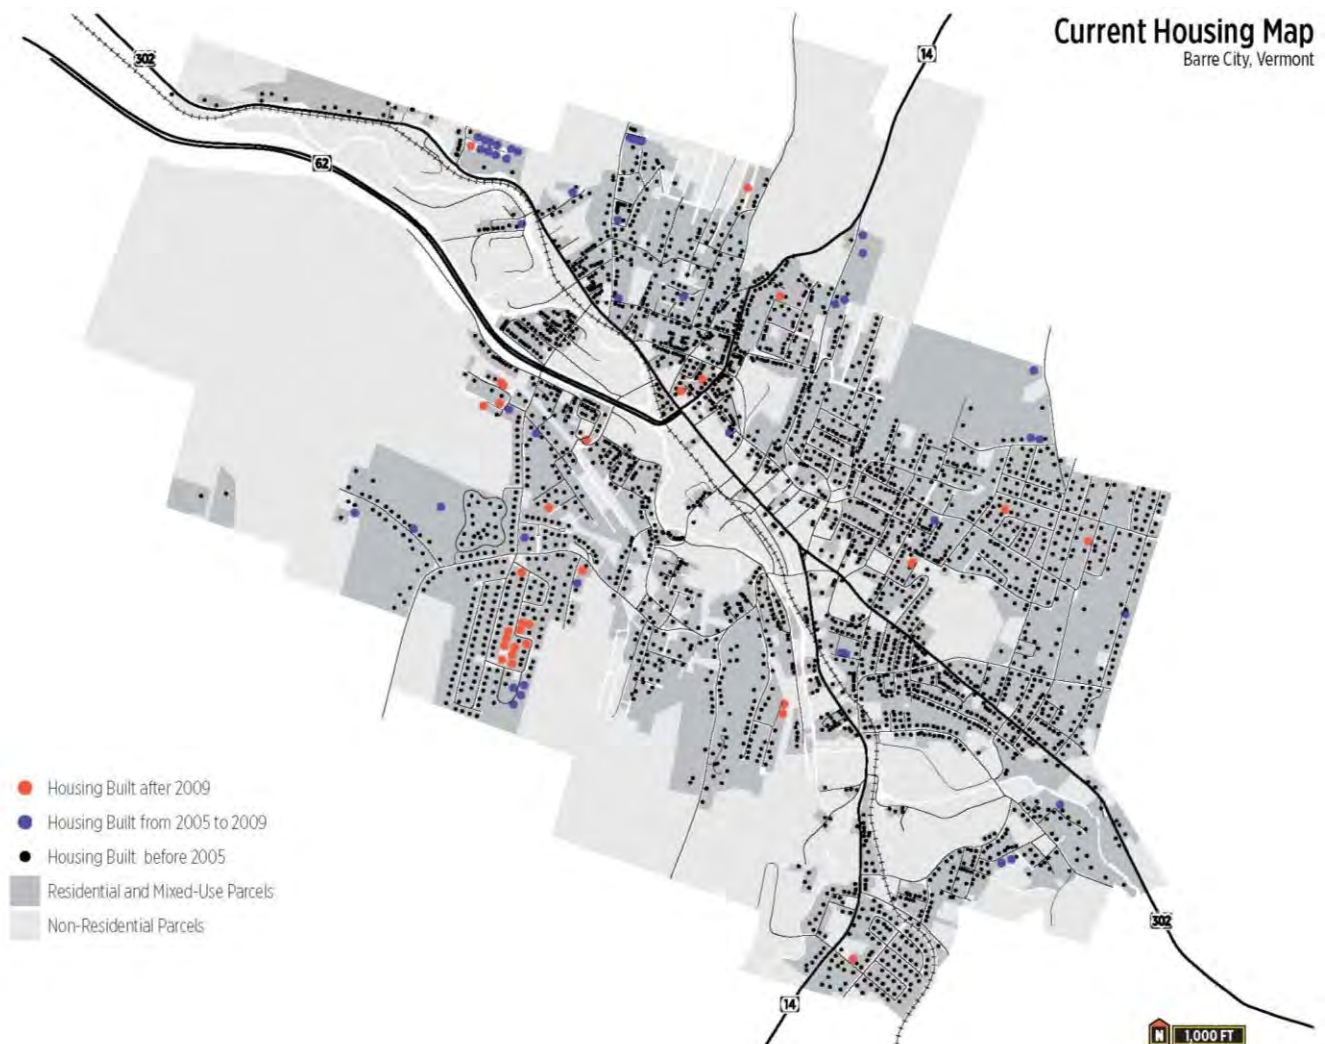 Current Housing Map
Barre City, Vermont
302
14
62
Housing Built after 2009
Housing Built from 2005 to 2009
Housing Built before 2005
Residential and Mixed-Use Parcels
Non-Residential Parcels
302
14
N 1,000 FT